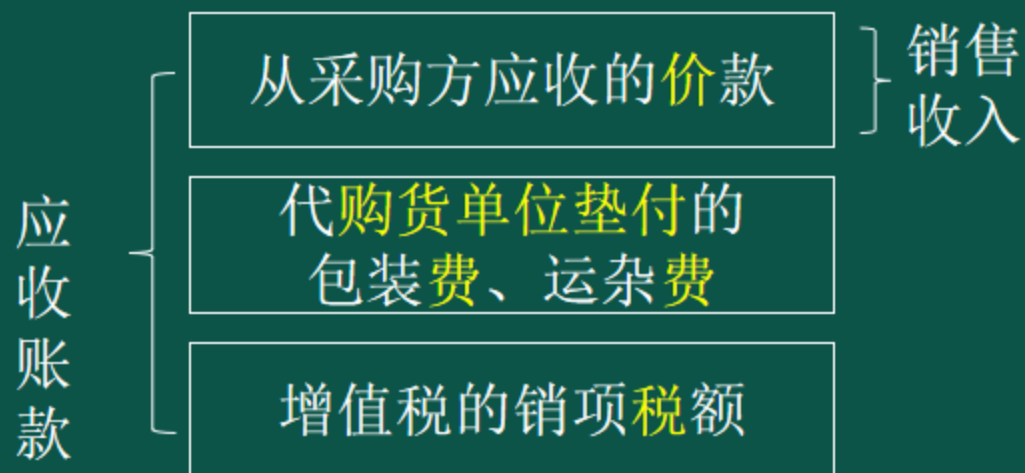 从采购方应收的价款
销售
收入
代购货单位垫付的
包装费、运杂费
应收账款
增值税的销项税额